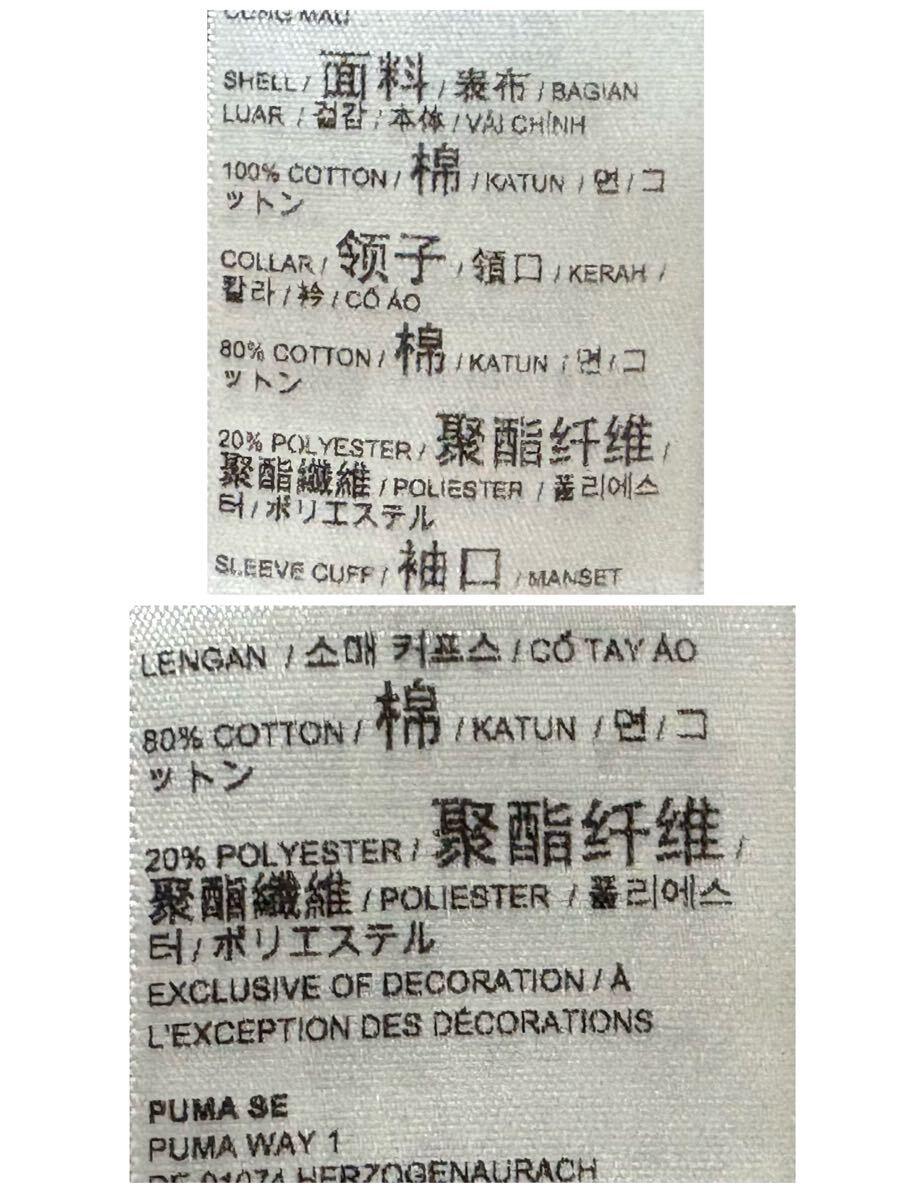 SHELL / 面料 / 表布 / BAGIAN
LUAR / 겉감 / 本体 / VẢI CHÍNH
100% COTTON / 棉 / KATUN / 면 / コ
ットン
COLLAR / 领子 / 領口 / KERAH /
칼라 / 衿 / CỔ ÁO
80% COTTON / 棉 / KATUN / 면 / コ
ットン
20% POLYESTER / 聚酯纤维 /
聚酯纖維 / POLIESTER / 폴리에스
터 / ポリエステル
SLEEVE CUFF / 袖口 / MANSET
LENGAN / 소매 커프스 / CỔ TAY ÁO
80% COTTON / 棉 / KATUN / 면 / コ
ットン
20% POLYESTER / 聚酯纤维 /
聚酯纖維 / POLIESTER / 폴리에스
터 / ポリエステル
EXCLUSIVE OF DECORATION / À
L'EXCEPTION DES DÉCORATIONS
PUMA SE
PUMA WAY 1
DE 91074 HERZOGENAURACH